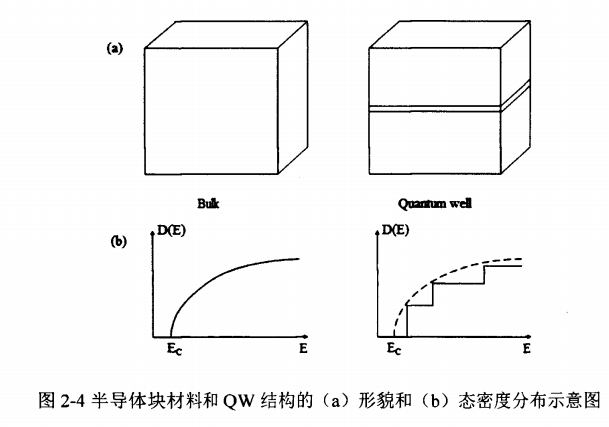 (a)
Bulk
Quantum well
(b)
D(E)
D(E)
E_C
E
E_C
E
图 2-4 半导体块材料和 QW 结构的（a）形貌和（b）态密度分布示意图